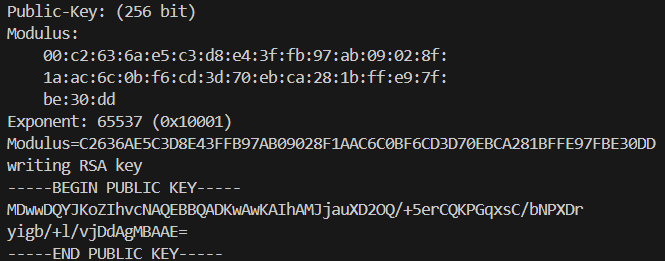 Public-Key: (256 bit)
Modulus:
    00:c2:63:6a:e5:c3:d8:e4:3f:fb:97:ab:09:02:8f:
    1a:ac:6c:0b:f6:cd:3d:70:eb:ca:28:1b:ff:e9:7f:
    be:30:dd
Exponent: 65537 (0x10001)
Modulus=C2636AE5C3D8E43FFB97AB09028F1AAC6C0BF6CD3D70EBCA281BFFE97FBE30DD
writing RSA key
-----BEGIN PUBLIC KEY-----
MDwwDQYJKoZIhvcNAQEBBQADKwAwKAIhAMJjauXD2OQ/+5erCQKPGqxsC/bNPXDr
yigb/+l/vjDdAgMBAAE=
-----END PUBLIC KEY-----